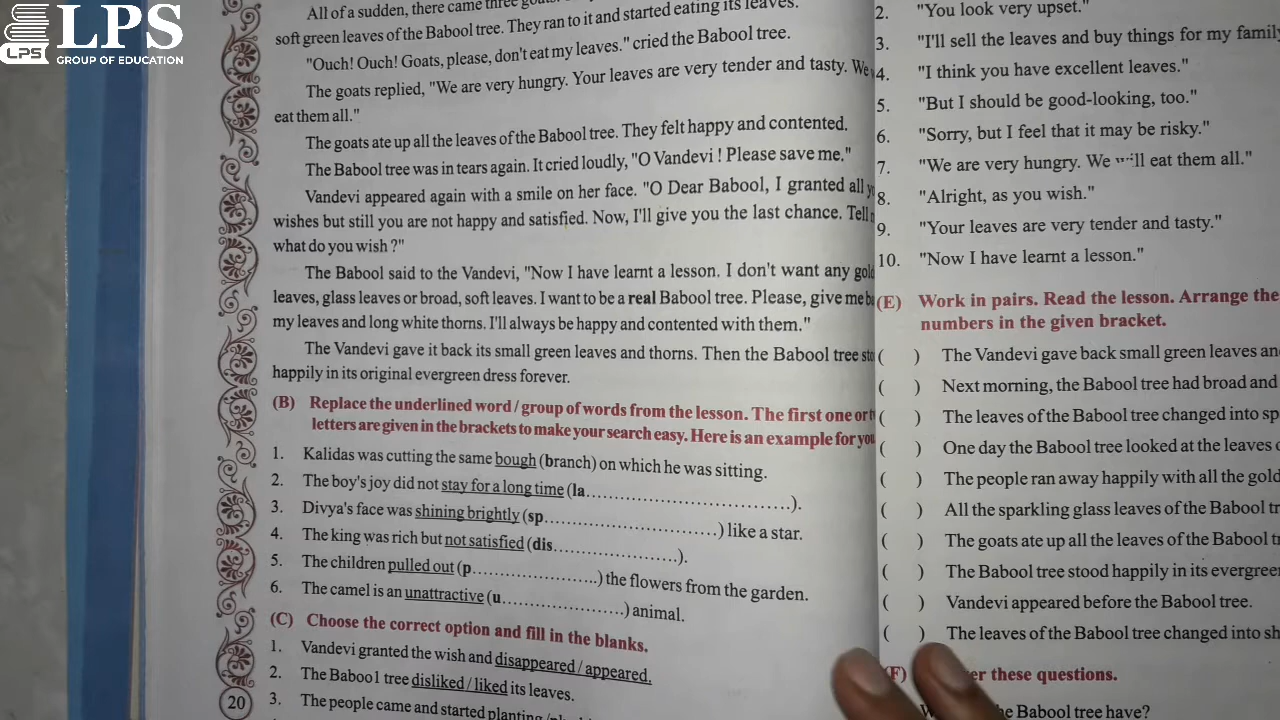 LPS
LPS
GROUP OF EDUCATION
All of a sudden, there came three
soft green leaves of the Babool tree. They ran to it and started eating its leaves.
"Ouch! Ouch! Goats, please, don't eat my leaves." cried the Babool tree.
The goats replied, "We are very hungry. Your leaves are very tender and tasty. We
eat them all."
The goats ate up all the leaves of the Babool tree. They felt happy and contented.
The Babool tree was in tears again. It cried loudly, "O Vandevi ! Please save me."
Vandevi appeared again with a smile on her face. "O Dear Babool, I granted all
wishes but still you are not happy and satisfied. Now, I'll give you the last chance. Tell
what do you wish ?"
The Babool said to the Vandevi, "Now I have learnt a lesson. I don't want any
leaves, glass leaves or broad, soft leaves. I want to be a real Babool tree. Please, give me
my leaves and long white thorns. I'll always be happy and contented with them."
The Vandevi gave it back its small green leaves and thorns. Then the Babool tree
happily in its original evergreen dress forever.
(B) Replace the underlined word / group of words from the lesson. The first one or
letters are given in the brackets to make your search easy. Here is an example for
1. Kalidas was cutting the same bough (branch) on which he was sitting.
2. The boy's joy did not stay for a long time (la..............................).
3. Divya's face was shining brightly (sp..............................) like a star.
4. The king was rich but not satisfied (dis......................).
5. The children pulled out (p......................) the flowers from the garden.
6. The camel is an unattractive (u......................) animal.
(C) Choose the correct option and fill in the blanks.
1. Vandevi granted the wish and disappeared / appeared.
2. The Babool tree disliked / liked its leaves.
20
3. The people came and started planting /
2. "You look very upset."
3. "I'll sell the leaves and buy things for my
4. "I think you have excellent leaves."
5. "But I should be good-looking, too."
6. "Sorry, but I feel that it may be risky."
7. "We are very hungry. We will eat them all."
8. "Alright, as you wish."
9. "Your leaves are very tender and tasty."
10. "Now I have learnt a lesson."
(E) Work in pairs. Read the lesson. Arrange the
numbers in the given bracket.
( ) The Vandevi gave back small green leaves
( ) Next morning, the Babool tree had broad and
( ) The leaves of the Babool tree changed into
( ) One day the Babool tree looked at the leaves
( ) The people ran away happily with all the gold
( ) All the sparkling glass leaves of the Babool
( ) The goats ate up all the leaves of the Babool
( ) The Babool tree stood happily in its
( ) Vandevi appeared before the Babool tree.
( ) The leaves of the Babool tree changed into
(F) these questions.
Babool tree have?